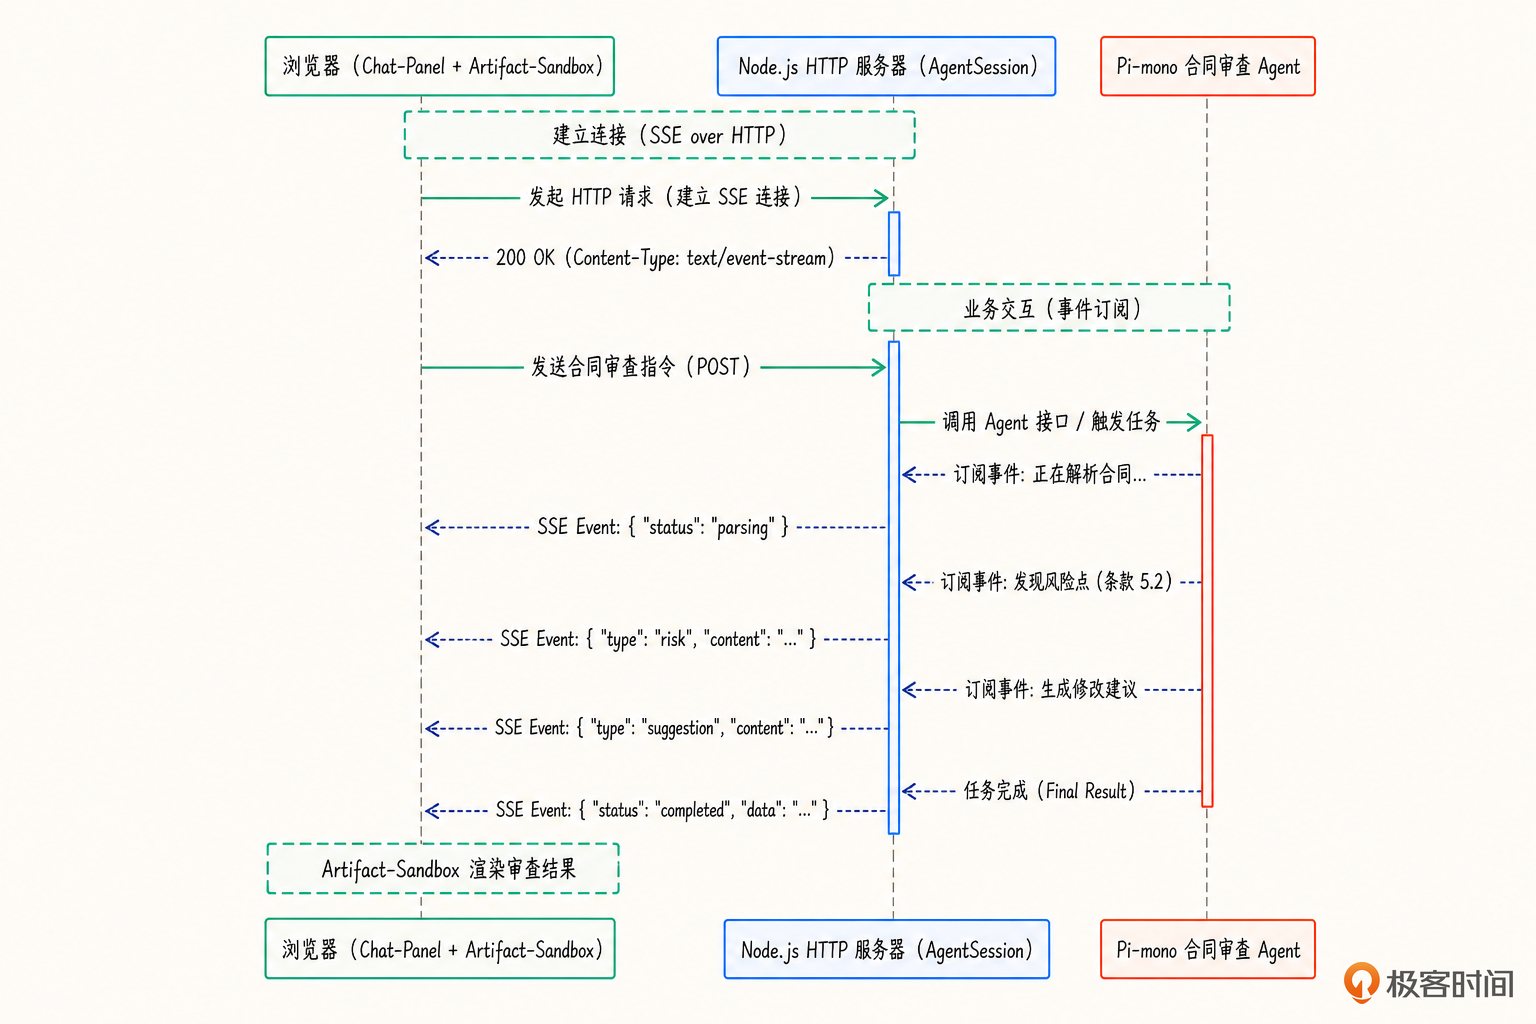 浏览器（Chat-Panel + Artifact-Sandbox）
Node.js HTTP 服务器（AgentSession）
Pi-mono 合同审查 Agent
建立连接（SSE over HTTP）
发起 HTTP 请求（建立 SSE 连接）
200 OK（Content-Type: text/event-stream）
业务交互（事件订阅）
发送合同审查指令（POST）
调用 Agent 接口 / 触发任务
订阅事件: 正在解析合同...
SSE Event: { "status": "parsing" }
订阅事件: 发现风险点（条款 5.2）
SSE Event: { "type": "risk", "content": "..." }
订阅事件: 生成修改建议
SSE Event: { "type": "suggestion", "content": "..." }
任务完成（Final Result）
SSE Event: { "status": "completed", "data": "..." }
Artifact-Sandbox 渲染审查结果
浏览器（Chat-Panel + Artifact-Sandbox）
Node.js HTTP 服务器（AgentSession）
Pi-mono 合同审查 Agent
极客时间